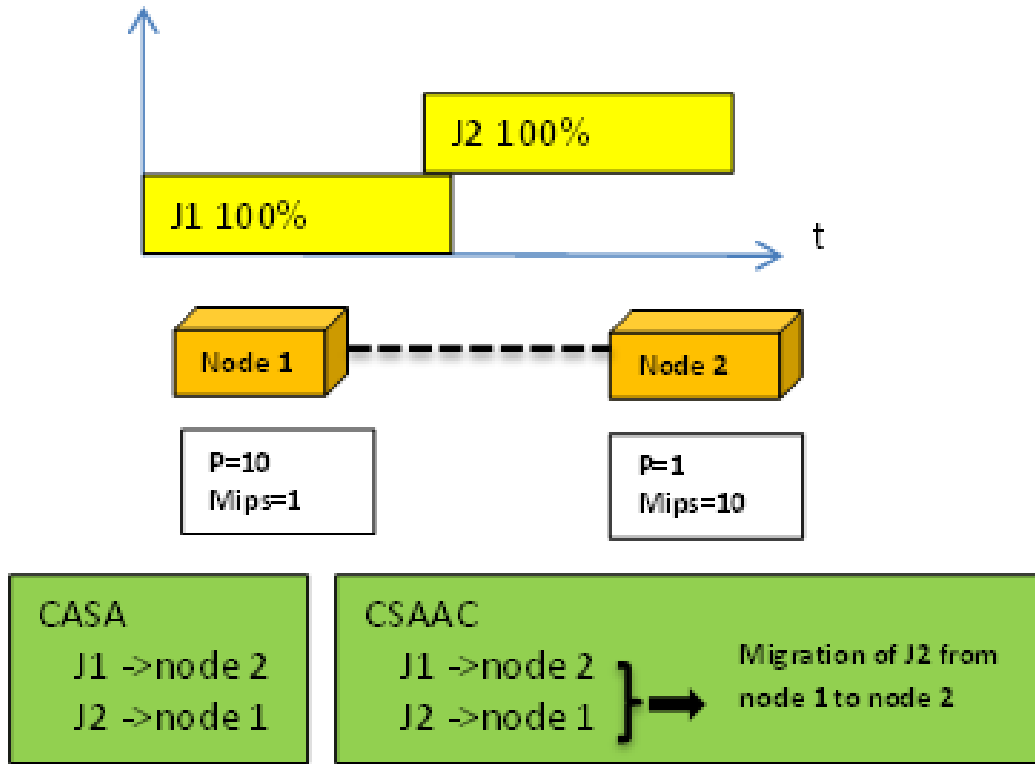 J2 100%
J1 100%
t
Node 1
Node 2
P=10
Mips=1
P=1
Mips=10
CASA
J1 ->node 2
J2 ->node 1
CSAAC
J1 ->node 2
J2 ->node 1
Migration of J2 from
node 1 to node 2